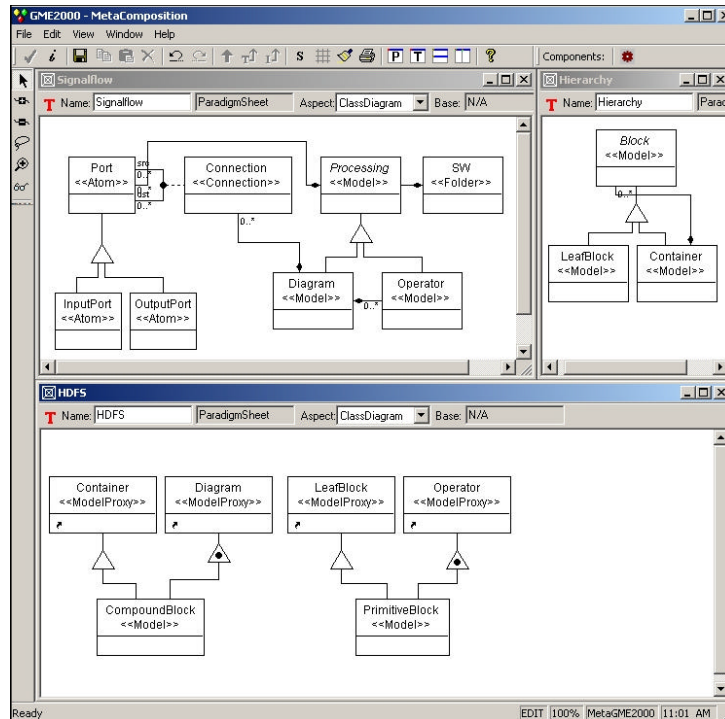 GME2000 - MetaComposition
File Edit View Window Help
Components:
Signalflow
Name: Signalflow ParadigmSheet Aspect: ClassDiagram Base: N/A
Port
<<Atom>>
src
0..*
dst
0..*
Connection
<<Connection>>
Processing
<<Model>>
SW
<<Folder>>
0..*
InputPort
<<Atom>>
OutputPort
<<Atom>>
Diagram
<<Model>>
0..*
Operator
<<Model>>
Hierarchy
Name: Hierarchy
Block
<<Model>>
0..*
LeafBlock
<<Model>>
Container
<<Model>>
HDFS
Name: HDFS ParadigmSheet Aspect: ClassDiagram Base: N/A
Container
<<ModelProxy>>
Diagram
<<ModelProxy>>
LeafBlock
<<ModelProxy>>
Operator
<<ModelProxy>>
CompoundBlock
<<Model>>
PrimitiveBlock
<<Model>>
Ready EDIT 100% MetaGME2000 11:01 AM